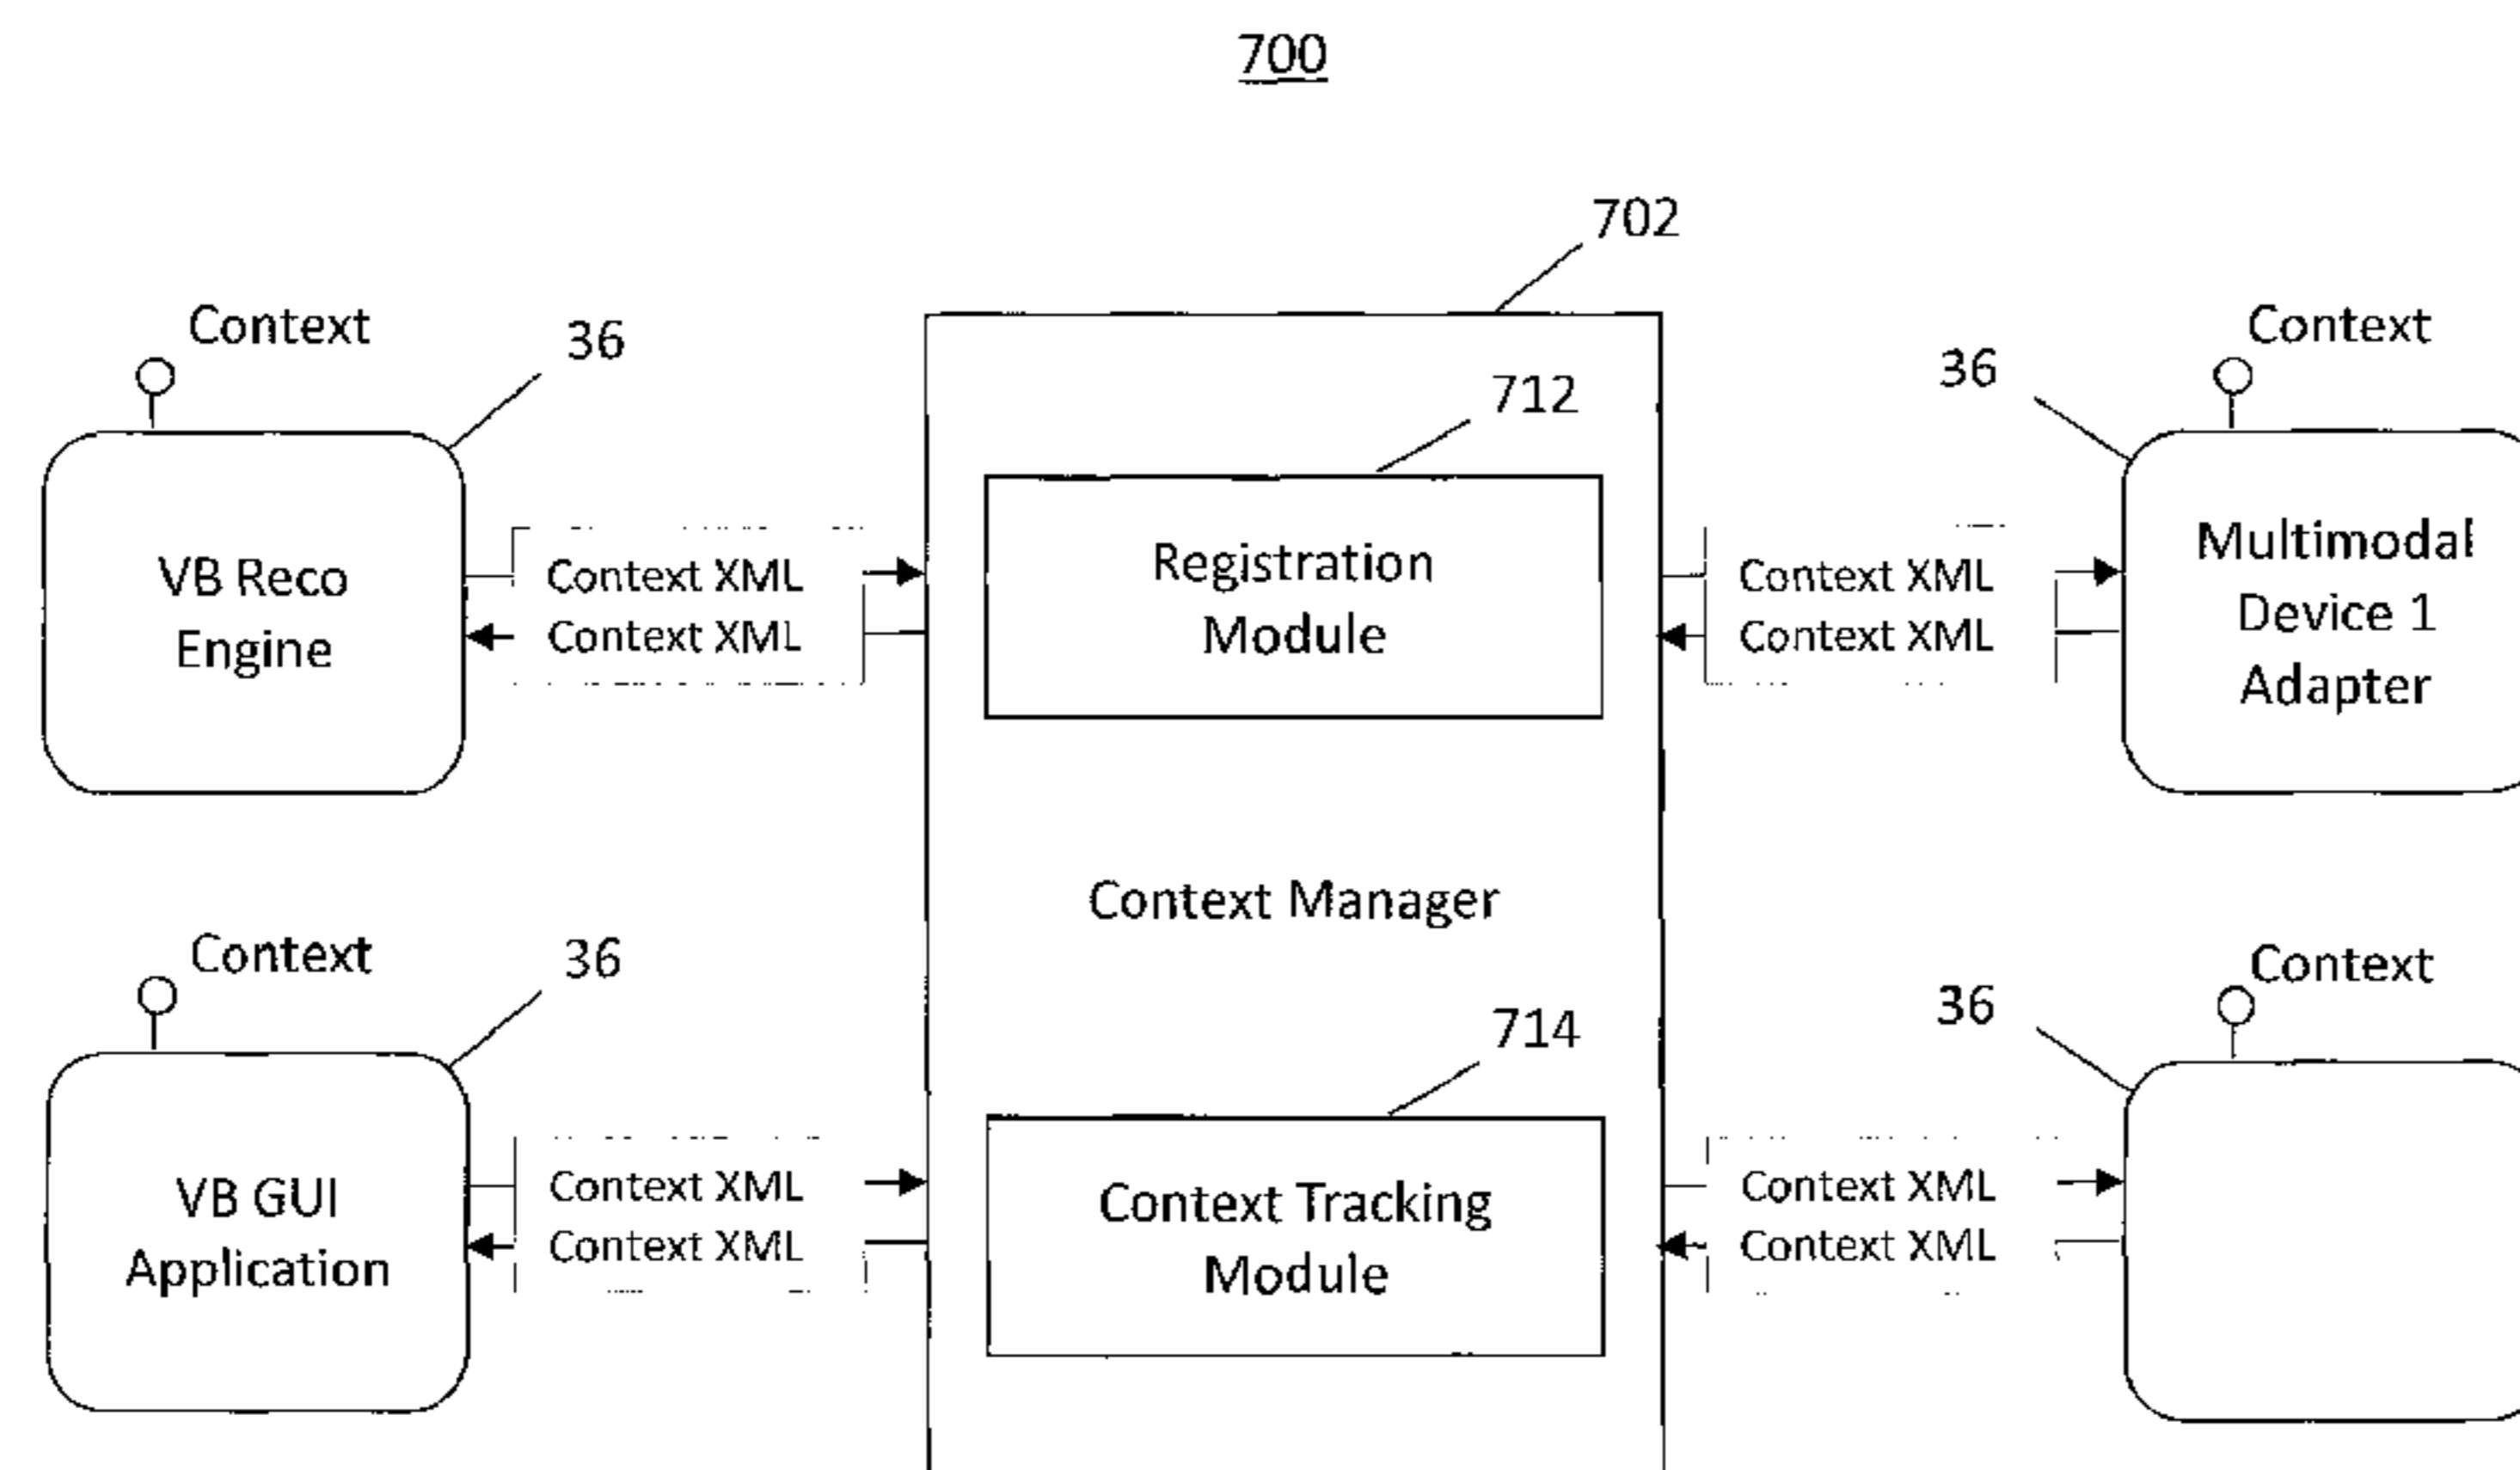 700
702
Context
36
36
Context
712
VB Reco
Engine
Context XML
Context XML
Registration
Module
Context XML
Context XML
Multimodal
Device 1
Adapter
Context Manager
Context
36
36
Context
714
VB GUI
Application
Context XML
Context XML
Context Tracking
Module
Context XML
Context XML